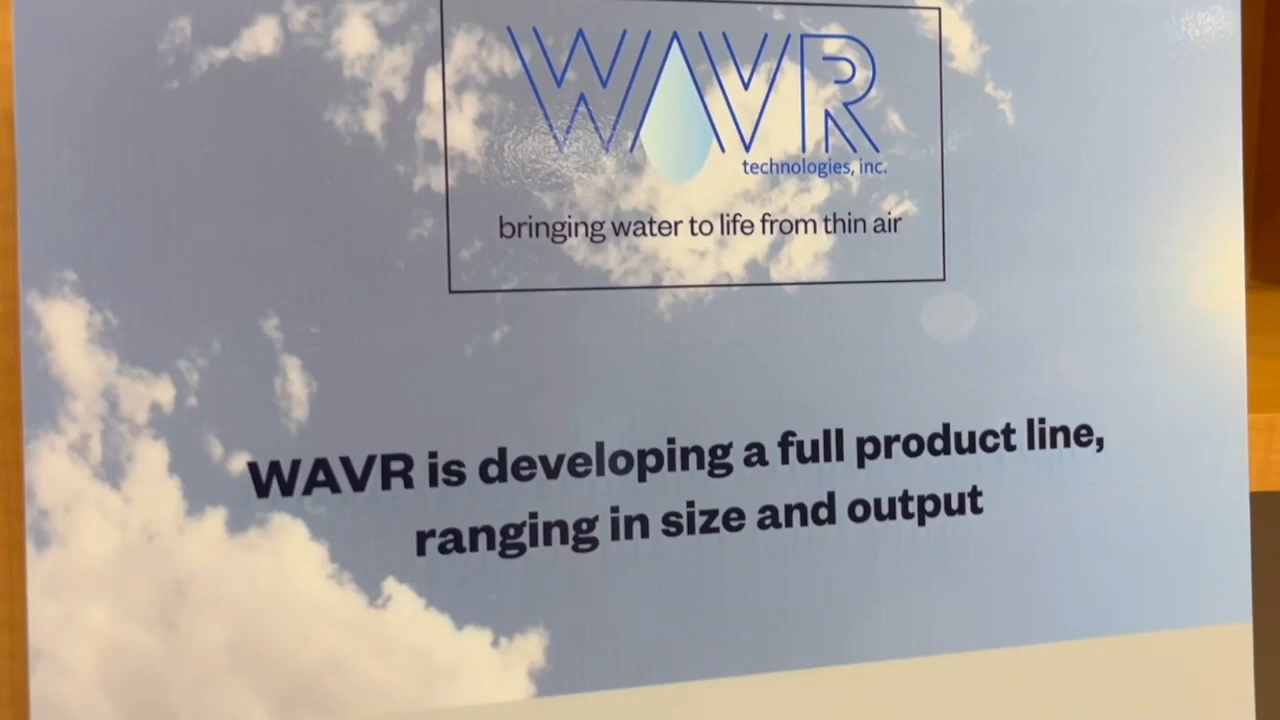 WAVR
technologies, inc.
bringing water to life from thin air
WAVR is developing a full product line,
ranging in size and output